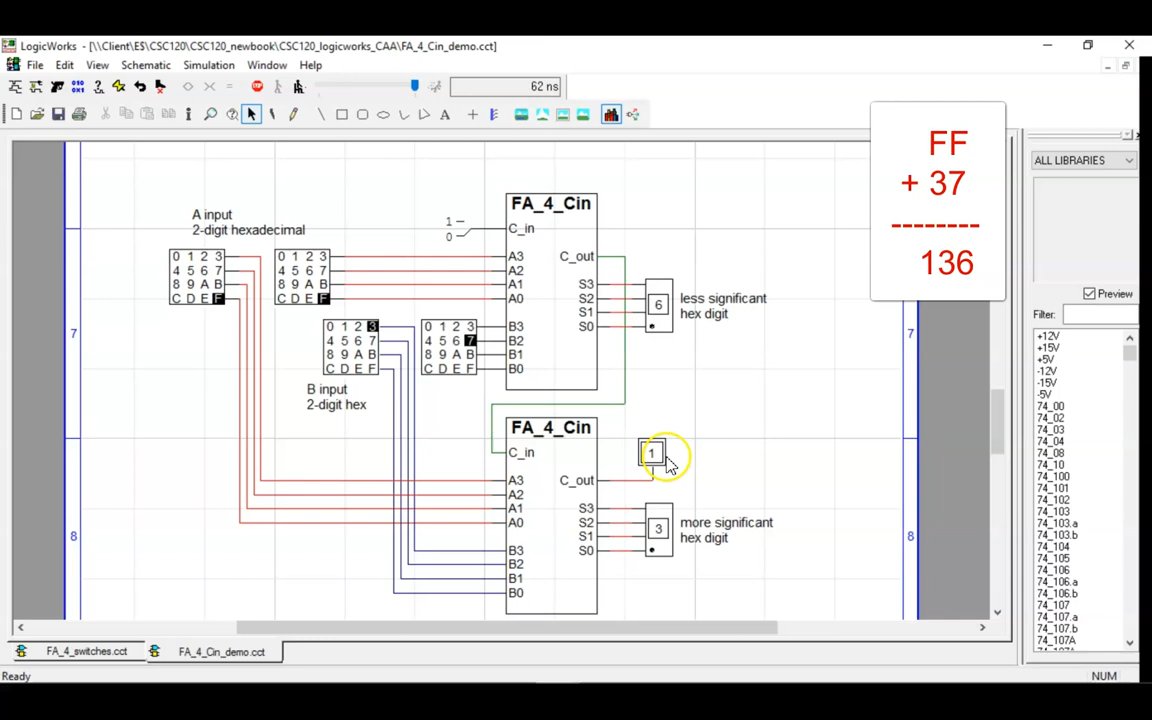 LogicWorks - [\\Client\E$\CSC120\CSC120_newbook\CSC120_logicworks_CAA\FA_4_Cin_demo.cct]
File Edit View Schematic Simulation Window Help
62 ns
FF
+ 37
--------
136
A input
2-digit hexadecimal
0 1 2 3
4 5 6 7
8 9 A B
C D E F
0 1 2 3
4 5 6 7
8 9 A B
C D E F
0 1 2 3
4 5 6 7
8 9 A B
C D E F
0 1 2 3
4 5 6 7
8 9 A B
C D E F
B input
2-digit hex
1
0
FA_4_Cin
C_in
A3
A2
A1
A0
B3
B2
B1
B0
C_out
S3
S2
S1
S0
6
less significant
hex digit
FA_4_Cin
C_in
A3
A2
A1
A0
B3
B2
B1
B0
C_out
S3
S2
S1
S0
1
3
more significant
hex digit
7
8
7
8
ALL LIBRARIES
Preview
Filter:
+12V
+15V
+5V
-12V
-15V
-5V
74_00
74_02
74_03
74_04
74_08
74_10
74_100
74_101
74_102
74_103
74_103.a
74_103.b
74_104
74_105
74_106
74_106.a
74_106.b
74_107
74_107.a
74_107.b
74_107A
FA_4_switches.cct
FA_4_Cin_demo.cct
Ready
NUM